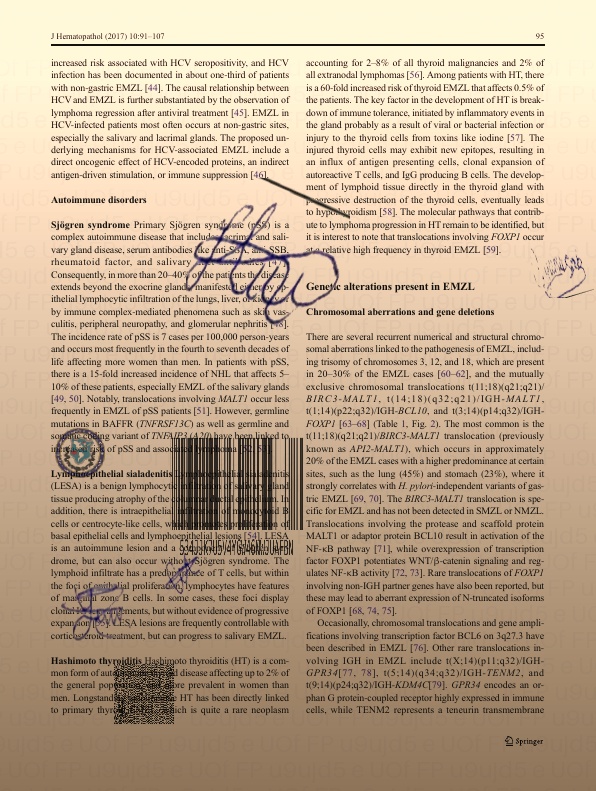 J Hematopathol (2017) 10:91–107
95
increased risk associated with HCV seropositivity, and HCV
infection has been documented in about one-third of patients
with non-gastric EMZL [44]. The causal relationship between
HCV and EMZL is further substantiated by the observation of
lymphoma regression after antiviral treatment [45]. EMZL in
HCV-infected patients most often occurs at non-gastric sites,
especially the salivary and lacrimal glands. The proposed un-
derlying mechanisms for HCV-associated EMZL include a
direct oncogenic effect of HCV-encoded proteins, an indirect
antigen-driven stimulation, or immune suppression [46].
Autoimmune disorders
Sjögren syndrome Primary Sjögren syndrome (pSS) is a
complex autoimmune disease that includes lacrimal and sali-
vary gland disease, serum antibodies like anti-SSA, anti-SSB,
rheumatoid factor, and salivary
Consequently, in more than 20–40% of the patients the disease
extends beyond the exocrine glands manifested either by ep-
ithelial lymphocytic infiltration of the lungs, liver, or kidneys or
by immune complex-mediated phenomena such as skin vas-
culitis, peripheral neuropathy, and glomerular nephritis [48].
The incidence rate of pSS is 7 cases per 100,000 person-years
and occurs most frequently in the fourth to seventh decades of
life affecting more women than men. In patients with pSS,
there is a 15-fold increased incidence of NHL that affects 5–
10% of these patients, especially EMZL of the salivary glands
[49, 50]. Notably, translocations involving MALT1 occur less
frequently in EMZL of pSS patients [51]. However, germline
mutations in BAFFR (TNFRSF13C) as well as germline and
somatic coding variant of TNFAIP3 (A20) have been linked to
increased risk of pSS and associated lymphoma
Lymphoepithelial sialadenitis Lymphoepithelial sialadenitis
(LESA) is a benign lymphocytic infiltration of salivary gland
tissue producing atrophy of the columnar ductal epithelium. In
addition, there is intraepithelial infiltration of monocytoid B
cells or centrocyte-like cells, which promotes proliferation of
basal epithelial cells and lymphoepithelial lesions [54]. LESA
is an autoimmune lesion and a
drome, but can also occur without Sjögren syndrome. The
lymphoid infiltrate has a predominance of T cells, but within
the foci of epithelial proliferation, lymphocytes have features
of marginal zone B cells. In some cases, these foci display
clonal rearrangements, but without evidence of progressive
expansion LESA lesions are frequently controllable with
corticosteroid treatment, but can progress to salivary EMZL.
Hashimoto thyroiditis Hashimoto thyroiditis (HT) is a com-
mon form of autoimmune thyroid disease affecting up to 2% of
the general population and more prevalent in women than
men. Longstanding HT has been directly linked
to primary thyroid which is quite a rare neoplasm
accounting for 2–8% of all thyroid malignancies and 2% of
all extranodal lymphomas [56]. Among patients with HT, there
is a 60-fold increased risk of thyroid EMZL that affects 0.5% of
the patients. The key factor in the development of HT is break-
down of immune tolerance, initiated by inflammatory events in
the gland probably as a result of viral or bacterial infection or
injury to the thyroid cells from toxins like iodine [57]. The
injured thyroid cells may exhibit new epitopes, resulting in
an influx of antigen presenting cells, clonal expansion of
autoreactive T cells, and IgG producing B cells. The develop-
ment of lymphoid tissue directly in the thyroid gland with
progressive destruction of the thyroid cells, eventually leads
to hypothyroidism [58]. The molecular pathways that contrib-
ute to lymphoma progression in HT remain to be identified, but
it is interest to note that translocations involving FOXP1 occur
at a relative high frequency in thyroid EMZL [59].
Genetic alterations present in EMZL
Chromosomal aberrations and gene deletions
There are several recurrent numerical and structural chromo-
somal aberrations linked to the pathogenesis of EMZL, includ-
ing trisomy of chromosomes 3, 12, and 18, which are present
in 20–30% of the EMZL cases [60–62], and the mutually
exclusive chromosomal translocations t(11;18)(q21;q21)/
BIRC3-MALT1, t(14;18)(q32;q21)/IGH-MALT1,
t(1;14)(p22;q32)/IGH-BCL10, and t(3;14)(p14;q32)/IGH-
FOXP1 [63–68] (Table 1, Fig. 2). The most common is the
t(11;18)(q21;q21)/BIRC3-MALT1 translocation (previously
known as API2-MALT1), which occurs in approximately
20% of the EMZL cases with a higher predominance at certain
sites, such as the lung (45%) and stomach (23%), where it
strongly correlates with H. pylori-independent variants of gas-
tric EMZL [69, 70]. The BIRC3-MALT1 translocation is spe-
cific for EMZL and has not been detected in SMZL or NMZL.
Translocations involving the protease and scaffold protein
MALT1 or adaptor protein BCL10 result in activation of the
NF-κB pathway [71], while overexpression of transcription
factor FOXP1 potentiates WNT/β-catenin signaling and reg-
ulates NF-κB activity [72, 73]. Rare translocations of FOXP1
involving non-IGH partner genes have also been reported, but
these may lead to aberrant expression of N-truncated isoforms
of FOXP1 [68, 74, 75].
Occasionally, chromosomal translocations and gene ampli-
fications involving transcription factor BCL6 on 3q27.3 have
been described in EMZL [76]. Other rare translocations in-
volving IGH in EMZL include t(X;14)(p11;q32)/IGH-
GPR34[77, 78], t(5;14)(q34;q32)/IGH-TENM2, and
t(9;14)(p24;q32)/IGH-KDM4C[79]. GPR34 encodes an or-
phan G protein-coupled receptor highly expressed in immune
cells, while TENM2 represents a teneurin transmembrane
Springer